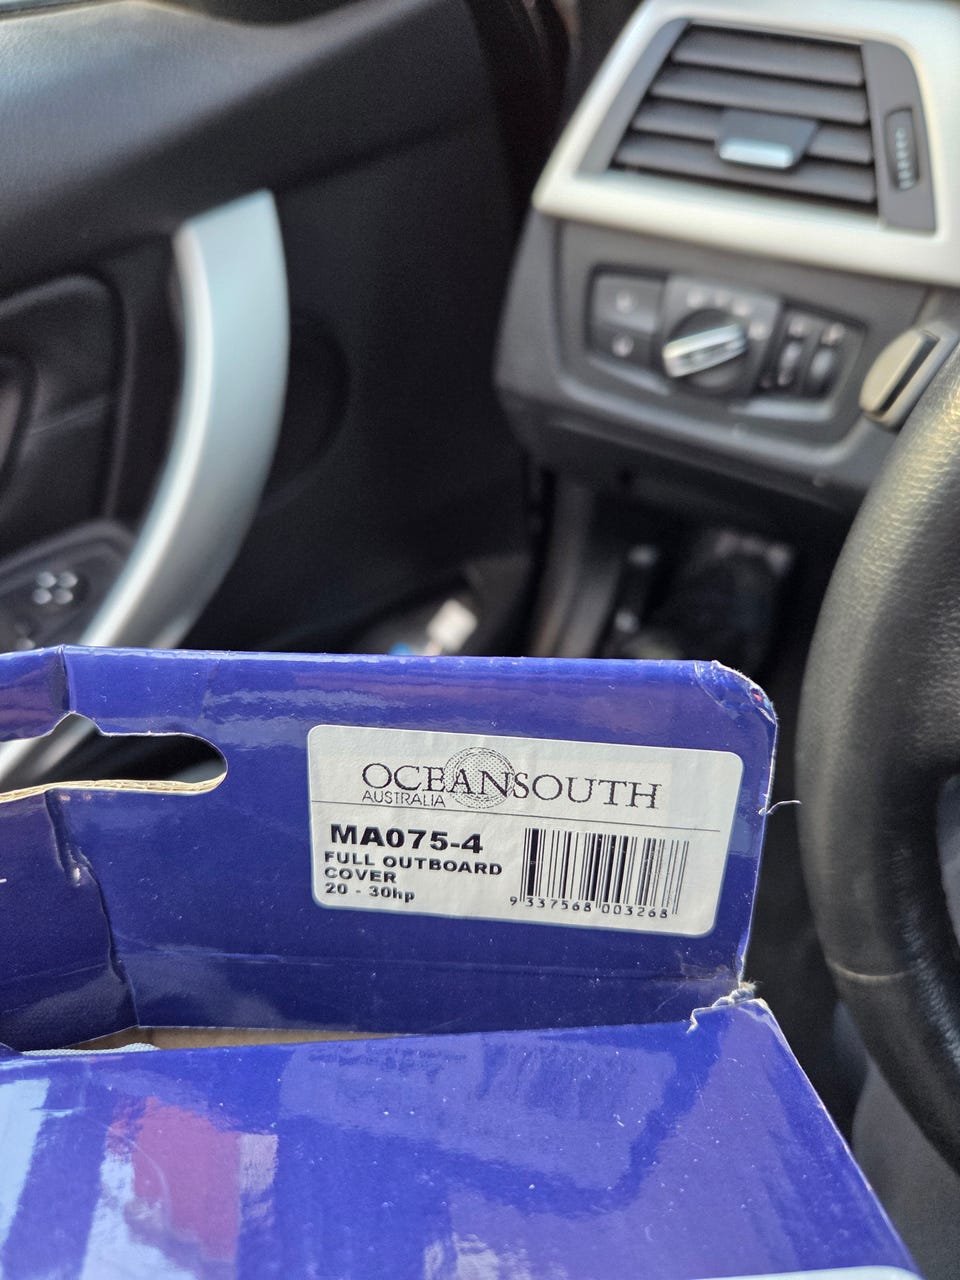 OCEANSOUTH
AUSTRALIA
MA075-4
FULL OUTBOARD
COVER
20 - 30hp
9 337568 003268